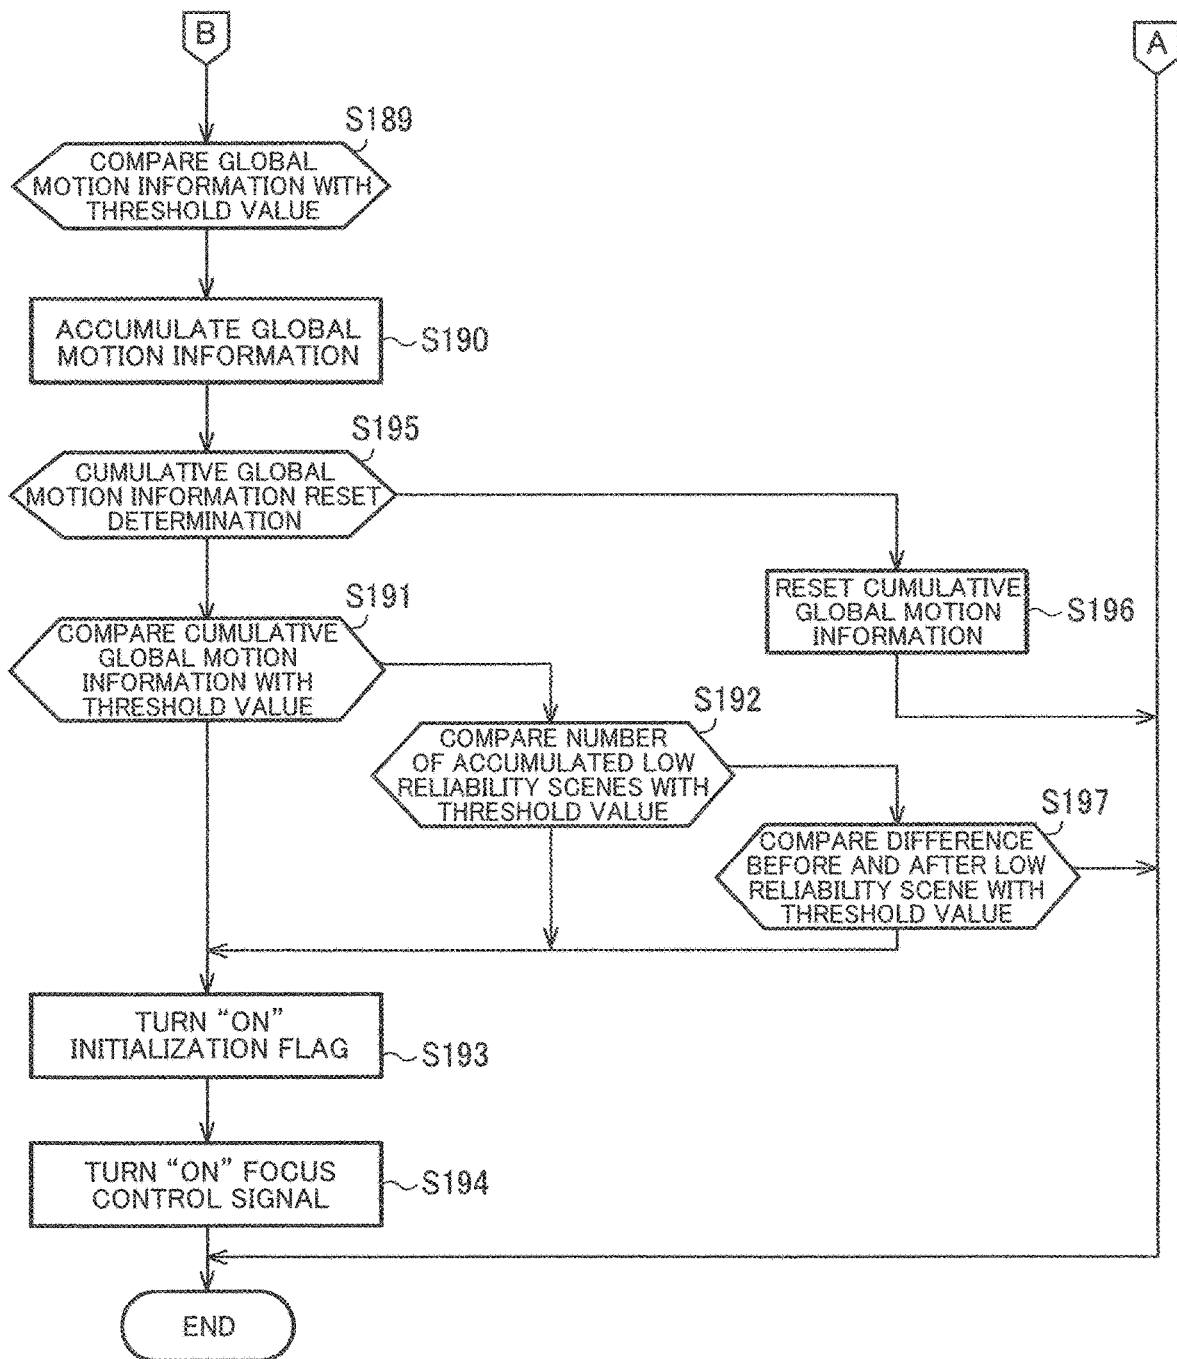 B
A
S189
COMPARE GLOBAL
MOTION INFORMATION WITH
THRESHOLD VALUE
ACCUMULATE GLOBAL
MOTION INFORMATION
S190
S195
CUMULATIVE GLOBAL
MOTION INFORMATION RESET
DETERMINATION
RESET CUMULATIVE
GLOBAL MOTION
INFORMATION
S196
S191
COMPARE CUMULATIVE
GLOBAL MOTION
INFORMATION WITH
THRESHOLD VALUE
S192
COMPARE NUMBER
OF ACCUMULATED LOW
RELIABILITY SCENES WITH
THRESHOLD VALUE
S197
COMPARE DIFFERENCE
BEFORE AND AFTER LOW
RELIABILITY SCENE WITH
THRESHOLD VALUE
TURN “ON”
INITIALIZATION FLAG
S193
TURN “ON” FOCUS
CONTROL SIGNAL
S194
END